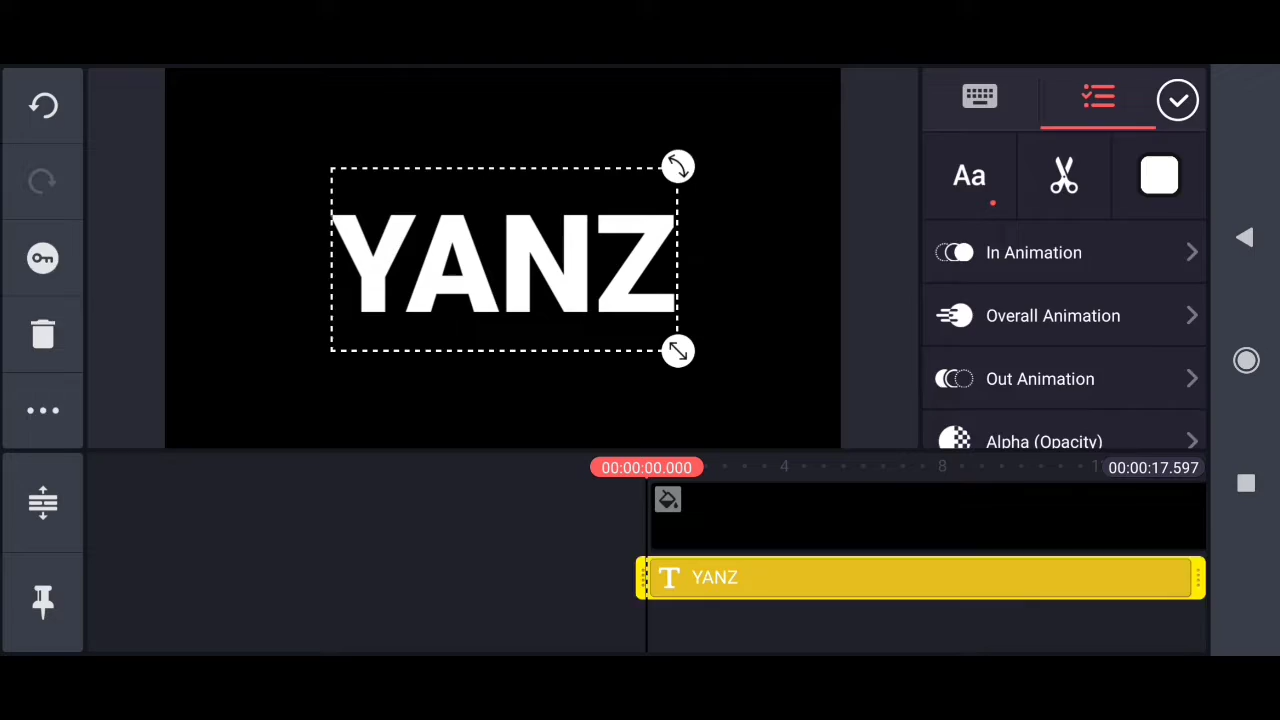 YANZ
Aa
In Animation
Overall Animation
Out Animation
Alpha (Opacity)
00:00:00.000
4
8
00:00:17.597
T YANZ